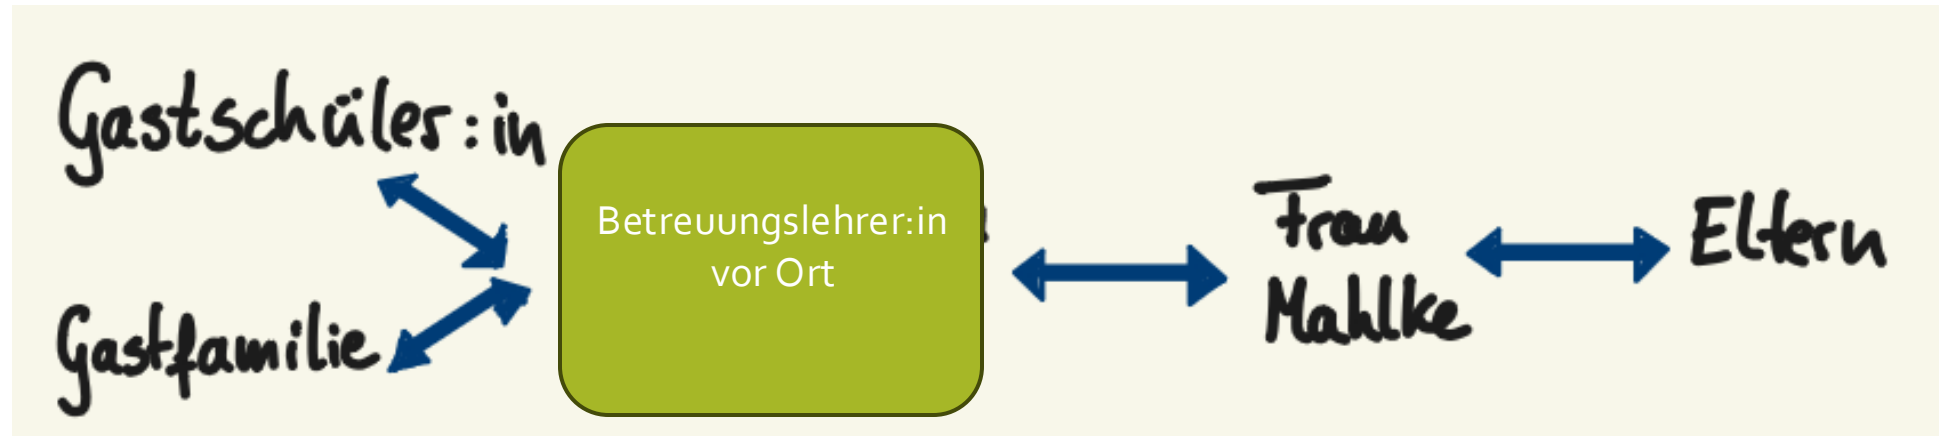 Gastschüler:in
Gastfamilie
Betreuungslehrer:in
vor Ort
Frau
Mahlke
Eltern